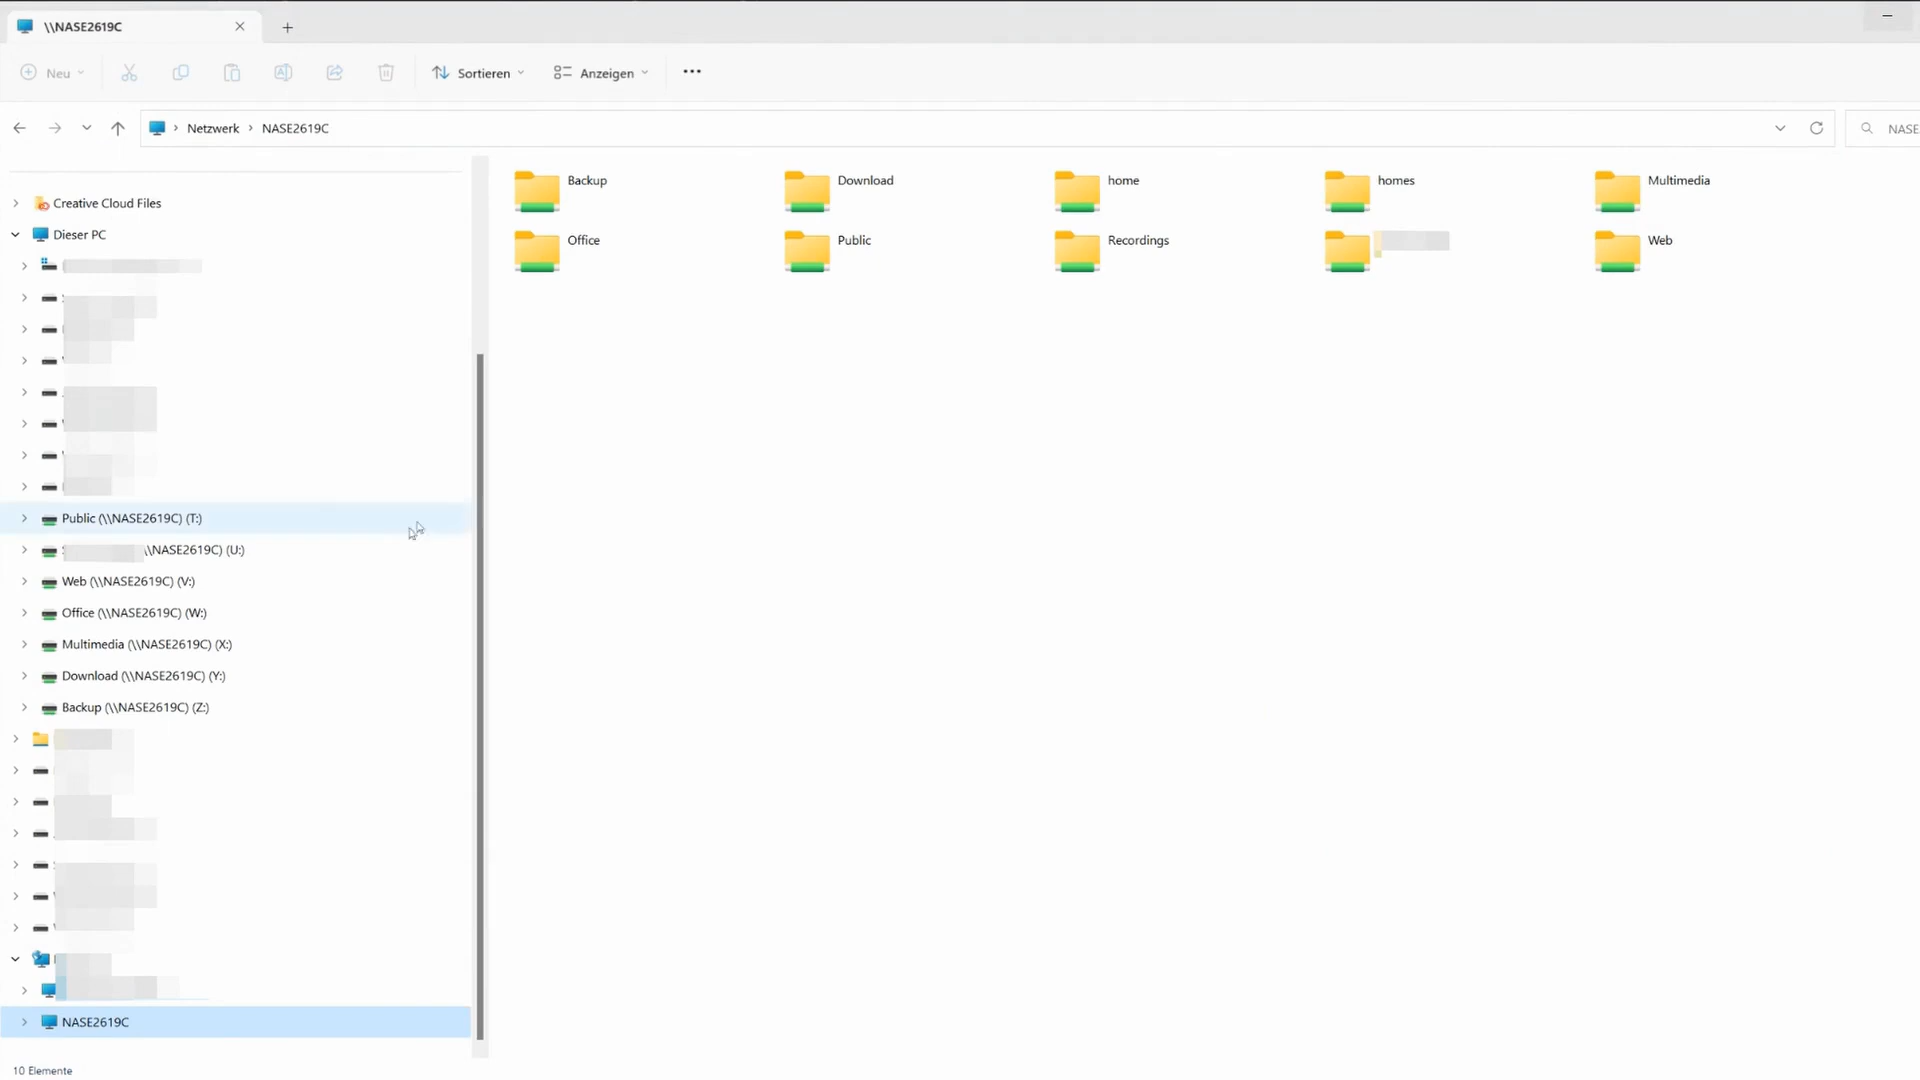 \\NASE2619C
Neu
Sortieren
Anzeigen
Netzwerk
NASE2619C
NASE
Creative Cloud Files
Dieser PC
Public (\\NASE2619C) (T:)
\\NASE2619C) (U:)
Web (\\NASE2619C) (V:)
Office (\\NASE2619C) (W:)
Multimedia (\\NASE2619C) (X:)
Download (\\NASE2619C) (Y:)
Backup (\\NASE2619C) (Z:)
NASE2619C
Backup
Download
home
homes
Multimedia
Office
Public
Recordings
Web
10 Elemente